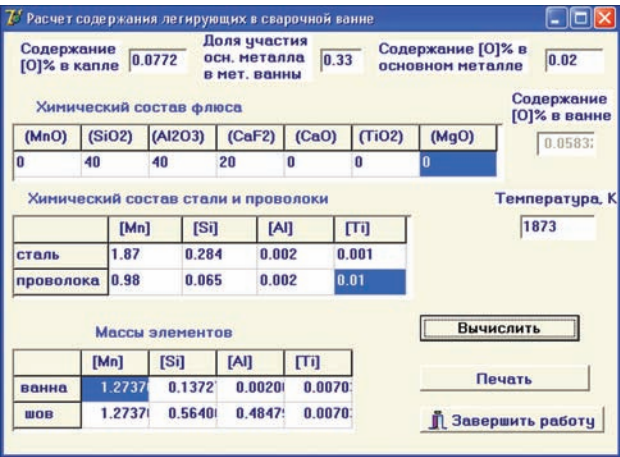 Расчет содержания легирующих в сварочной ванне
Содержание [O]% в капле 0.0772
Доля участия осн. металла в мет. ванны 0.33
Содержание [O]% в основном металле 0.02
Химический состав флюса
Содержание [O]% в ванне
(MnO) (SiO2) (Al2O3) (CaF2) (CaO) (TiO2) (MgO)
0.0583
0 40 40 20 0 0 0
Химический состав стали и проволоки
Температура, К
[Mn] [Si] [Al] [Ti]
1873
сталь 1.87 0.284 0.002 0.001
проволока 0.98 0.065 0.002 0.01
Вычислить
Массы элементов
[Mn] [Si] [Al] [Ti]
ванна 1.2737 0.1372 0.0020 0.0070
Печать
шов 1.2737 0.5640 0.4847 0.0070
Завершить работу